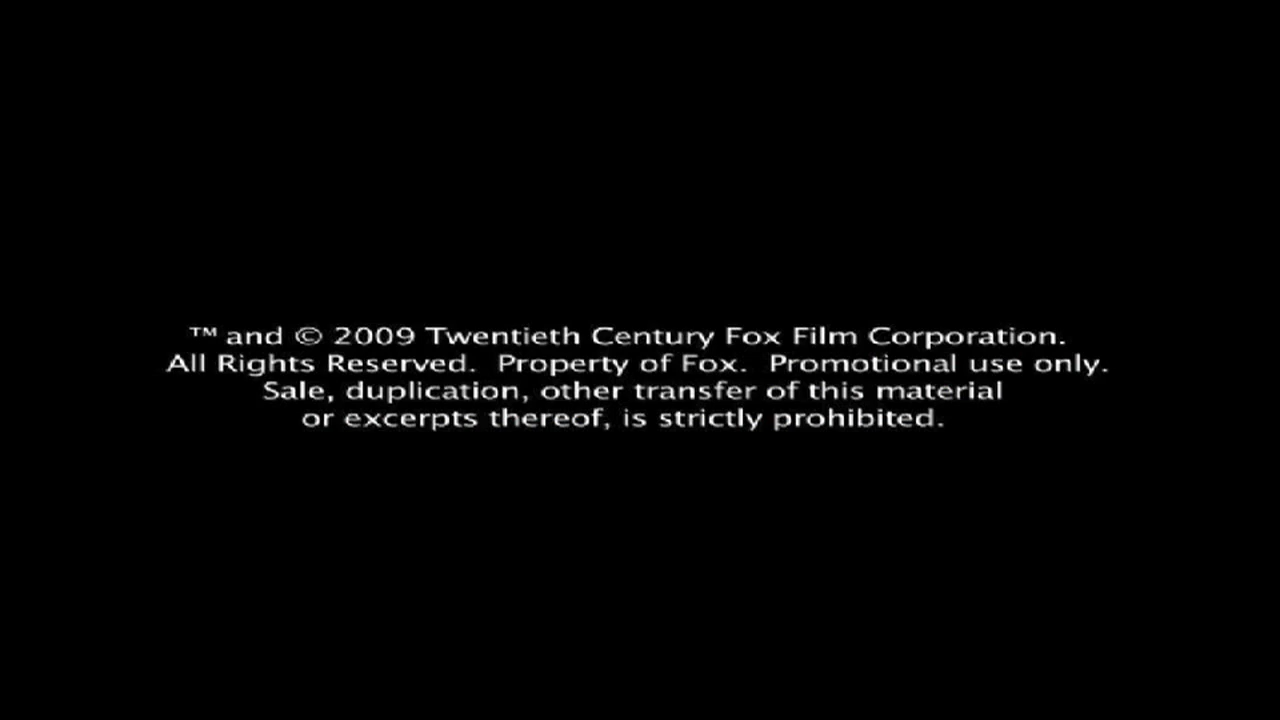 ™ and © 2009 Twentieth Century Fox Film Corporation.
All Rights Reserved.  Property of Fox.  Promotional use only.
Sale, duplication, other transfer of this material
or excerpts thereof, is strictly prohibited.